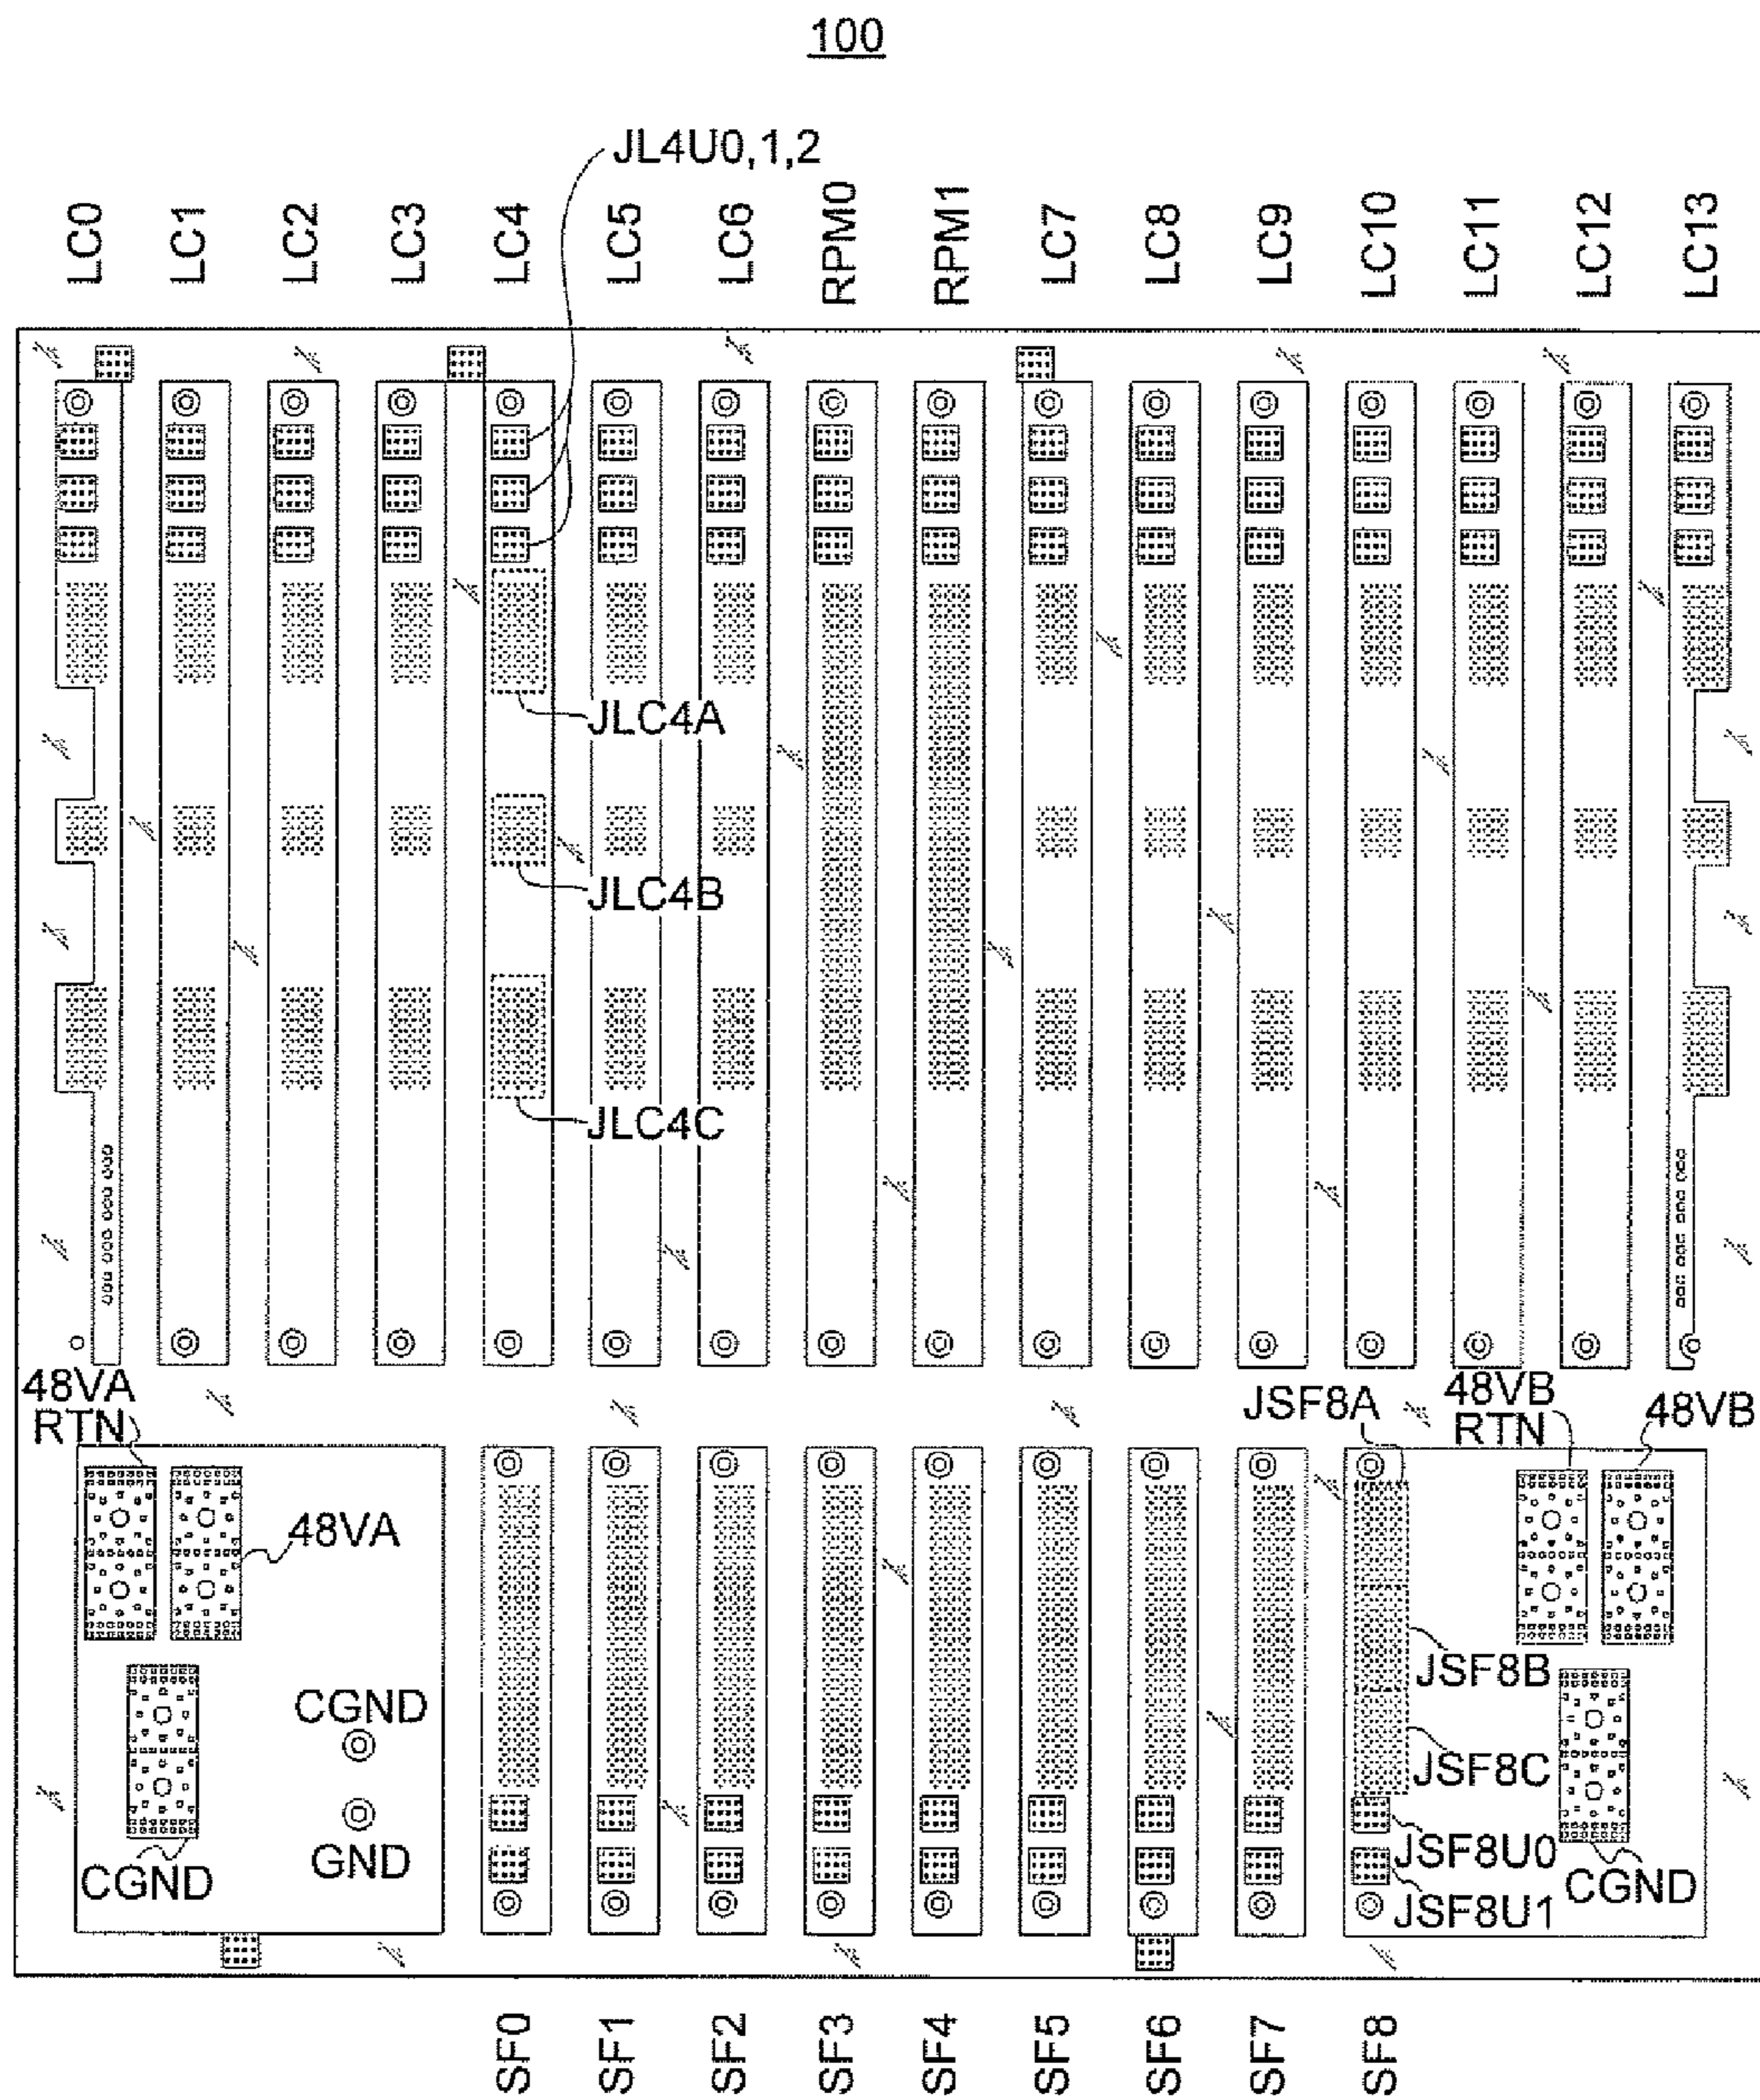 100
JL4U0,1,2
LC0
LC1
LC2
LC3
LC4
LC5
LC6
RPM0
RPM1
LC7
LC8
LC9
LC10
LC11
LC12
LC13
JLC4A
JLC4B
JLC4C
48VA
RTN
48VA
CGND
GND
CGND
JSF8A
48VB
RTN
48VB
JSF8B
JSF8C
JSF8U0
JSF8U1
CGND
SF0
SF1
SF2
SF3
SF4
SF5
SF6
SF7
SF8